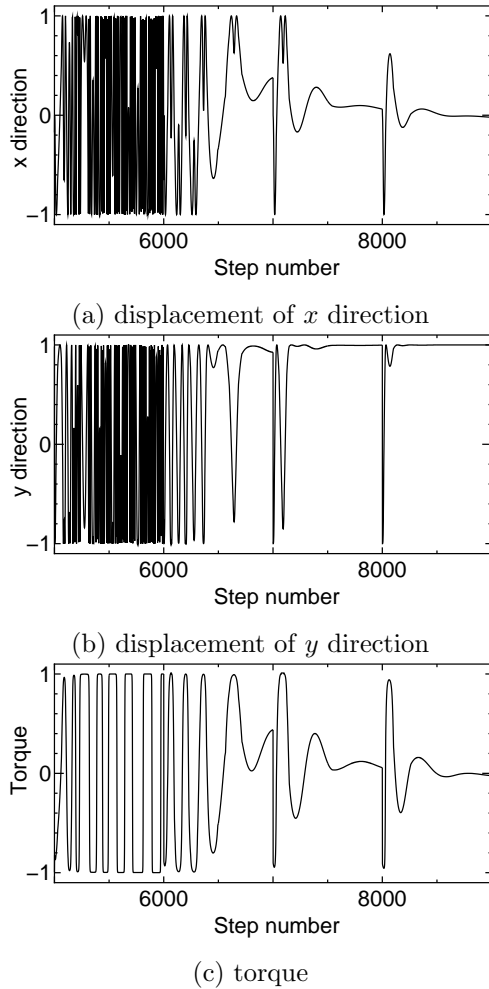 1
0
−1
x direction
6000
8000
Step number
(a) displacement of x direction
1
0
−1
y direction
6000
8000
Step number
(b) displacement of y direction
1
0
−1
Torque
6000
8000
Step number
(c) torque